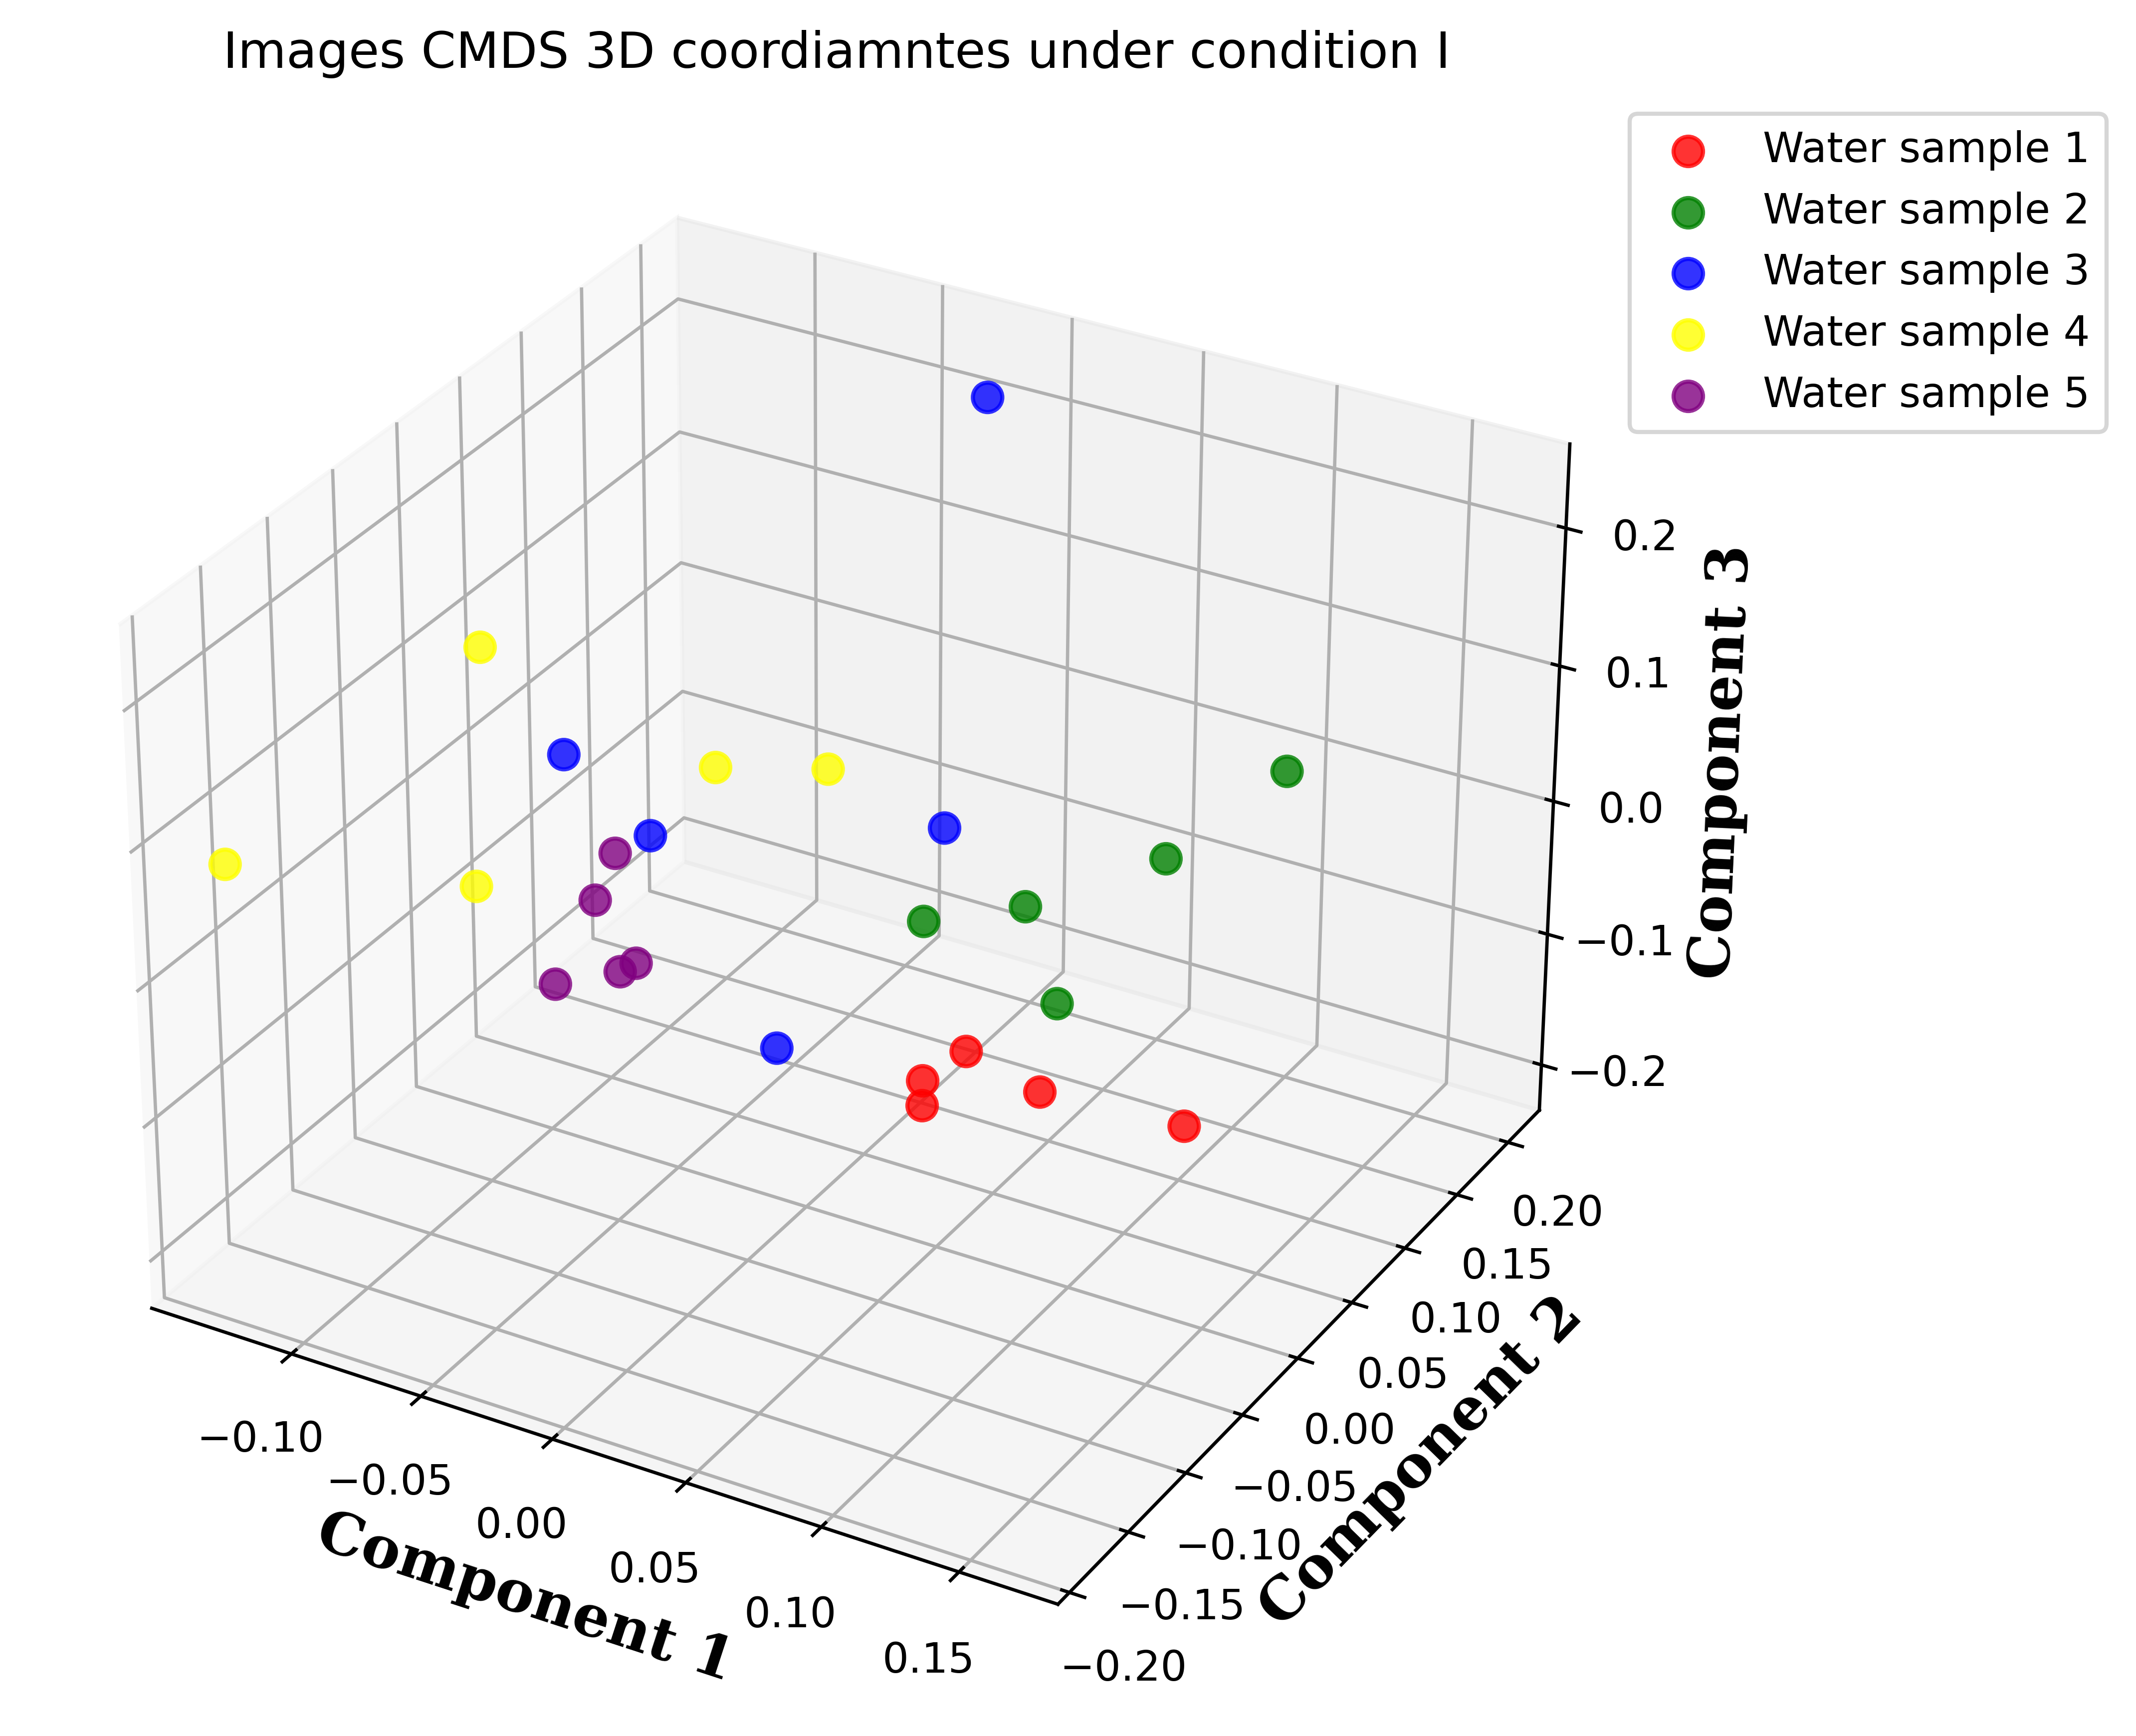 Images CMDS 3D coordiamntes under condition I
Water sample 1
Water sample 2
Water sample 3
Water sample 4
Water sample 5
0.2
0.1
0.0
−0.1
−0.2
Component 3
0.20
0.15
0.10
0.05
0.00
−0.05
−0.10
−0.15
−0.20
Component 2
−0.10
−0.05
0.00
0.05
0.10
0.15
Component 1